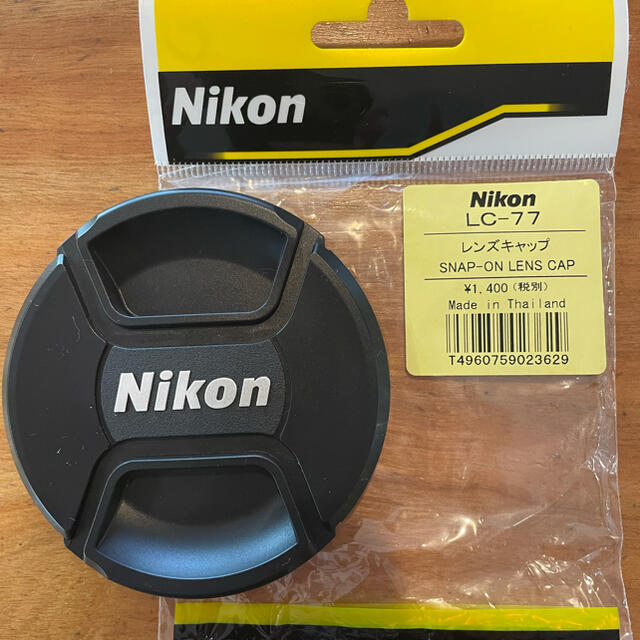 Nikon
Nikon
LC-77
レンズキャップ
SNAP-ON LENS CAP
¥1,400(税別)
Made in Thailand
T4960759023629
Nikon